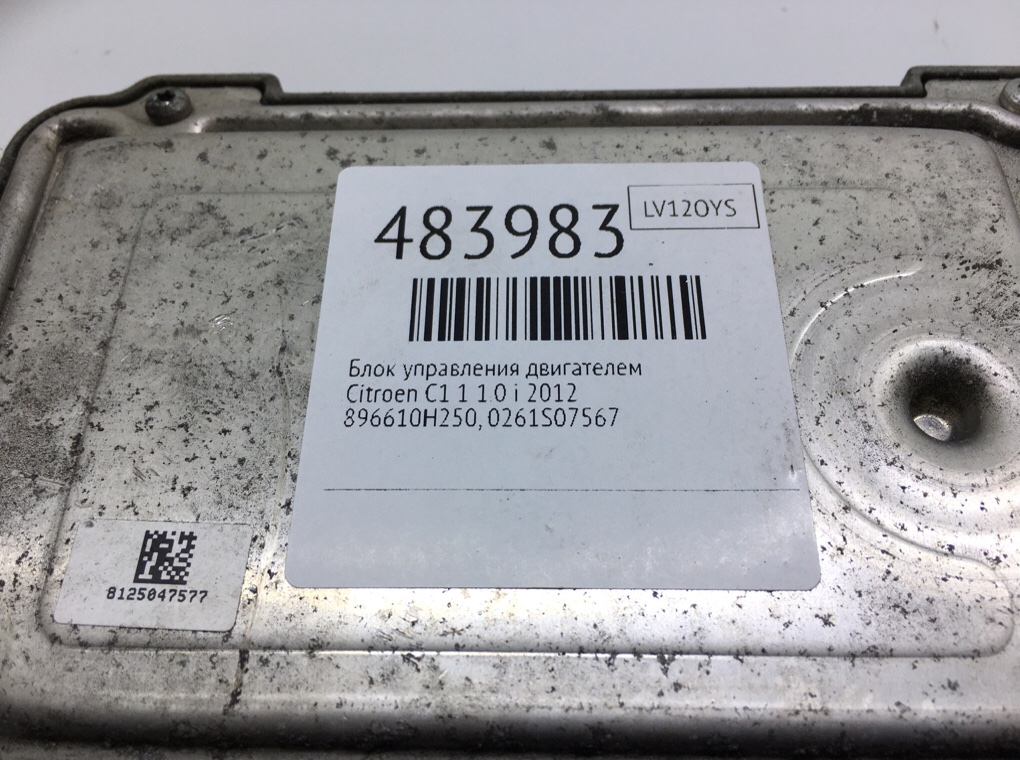 483983
LV12OYS
Блок управления двигателем
Citroen C1 1 1.0 i 2012
896610H250, 0261S07567
8125047577